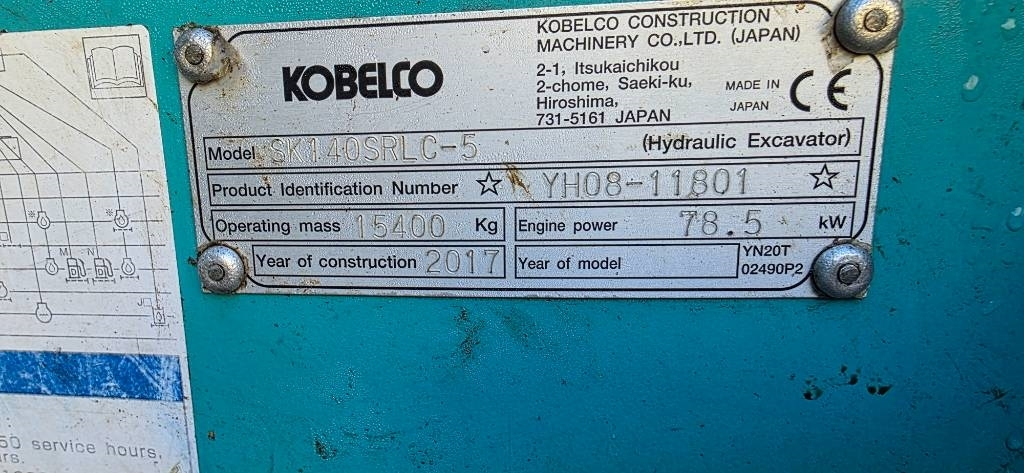 KOBELCO
KOBELCO CONSTRUCTION
MACHINERY CO.,LTD. (JAPAN)
2-1, Itsukaichikou
2-chome, Saeki-ku,
Hiroshima,
731-5161 JAPAN
MADE IN
JAPAN
CE
Model SK140SRLC-5 (Hydraulic Excavator)
Product Identification Number ☆ YH08-11801 ☆
Operating mass 15400 Kg
Engine power 78.5 kW
Year of construction 2017
Year of model
YN20T
02490P2
M N
service hours,